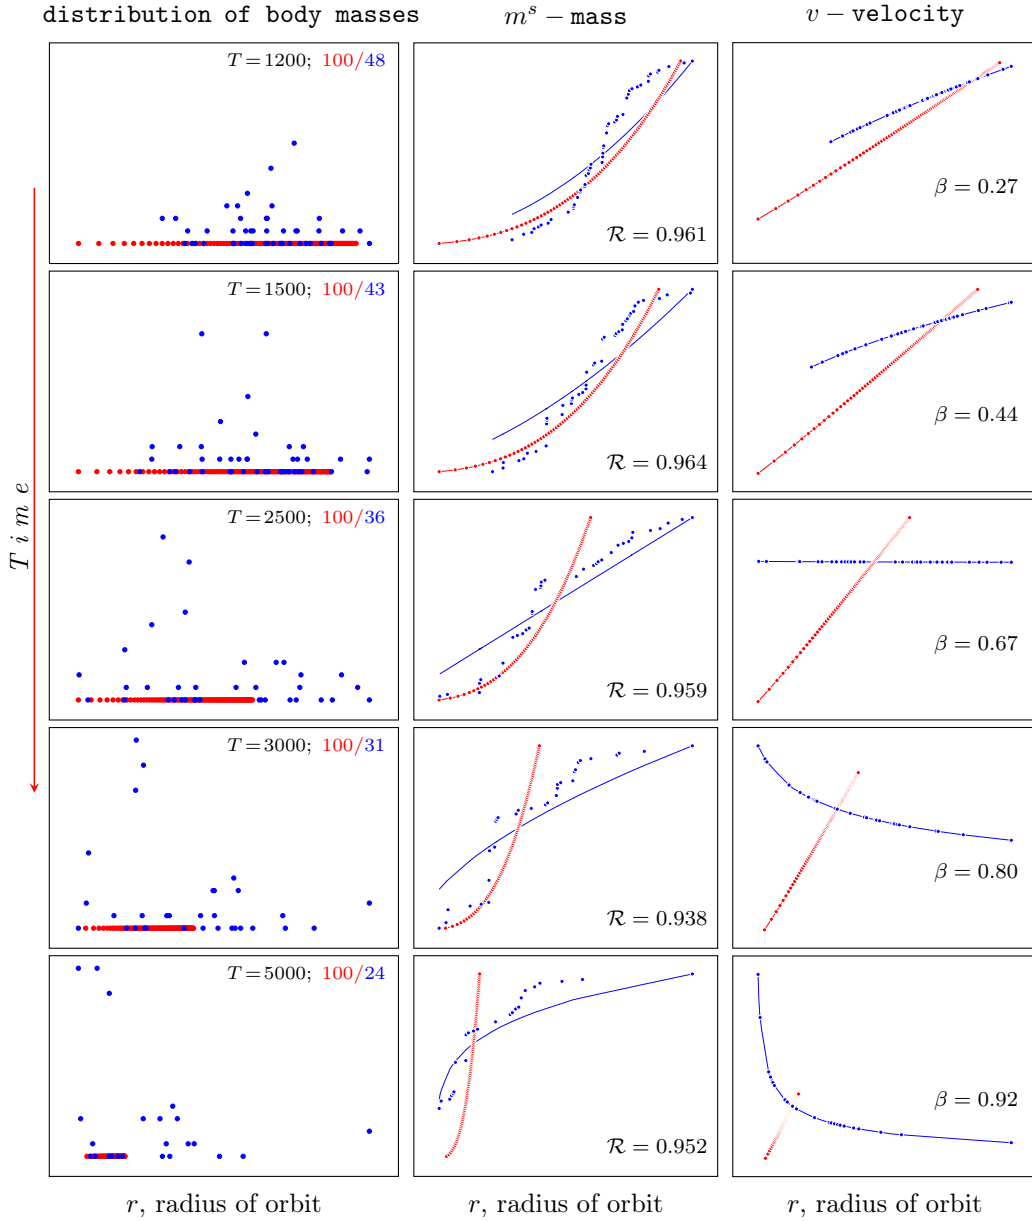 distribution of body masses
m^s − mass
v − velocity
T = 1200; 100/48
R = 0.961
β = 0.27
T = 1500; 100/43
R = 0.964
β = 0.44
T = 2500; 100/36
R = 0.959
β = 0.67
T = 3000; 100/31
R = 0.938
β = 0.80
T = 5000; 100/24
R = 0.952
β = 0.92
Time
r, radius of orbit
r, radius of orbit
r, radius of orbit